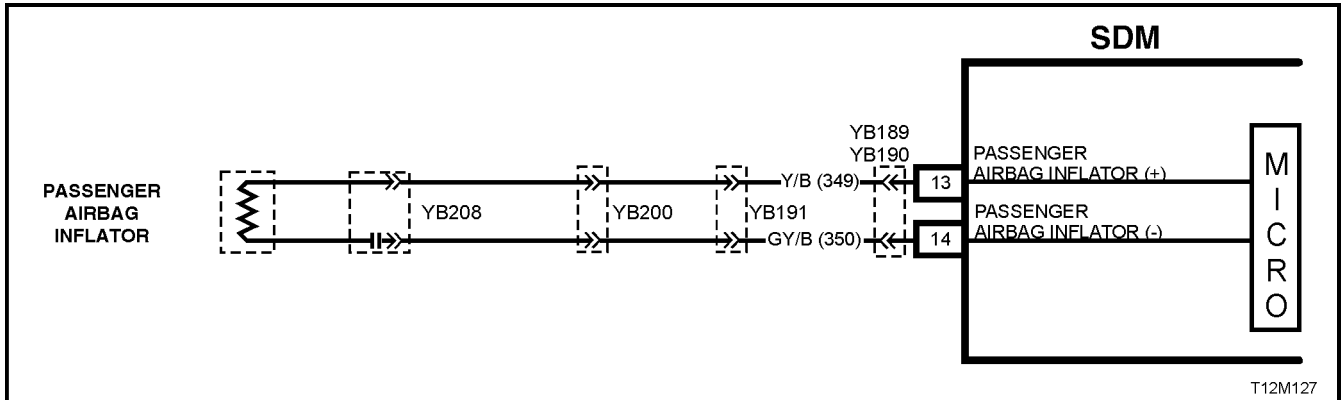 SDM
PASSENGER
AIRBAG
INFLATOR
YB208
YB200
YB191
Y/B (349)
GY/B (350)
YB189
YB190
13
PASSENGER
AIRBAG INFLATOR (+)
14
PASSENGER
AIRBAG INFLATOR (-)
MICRO
T12M127